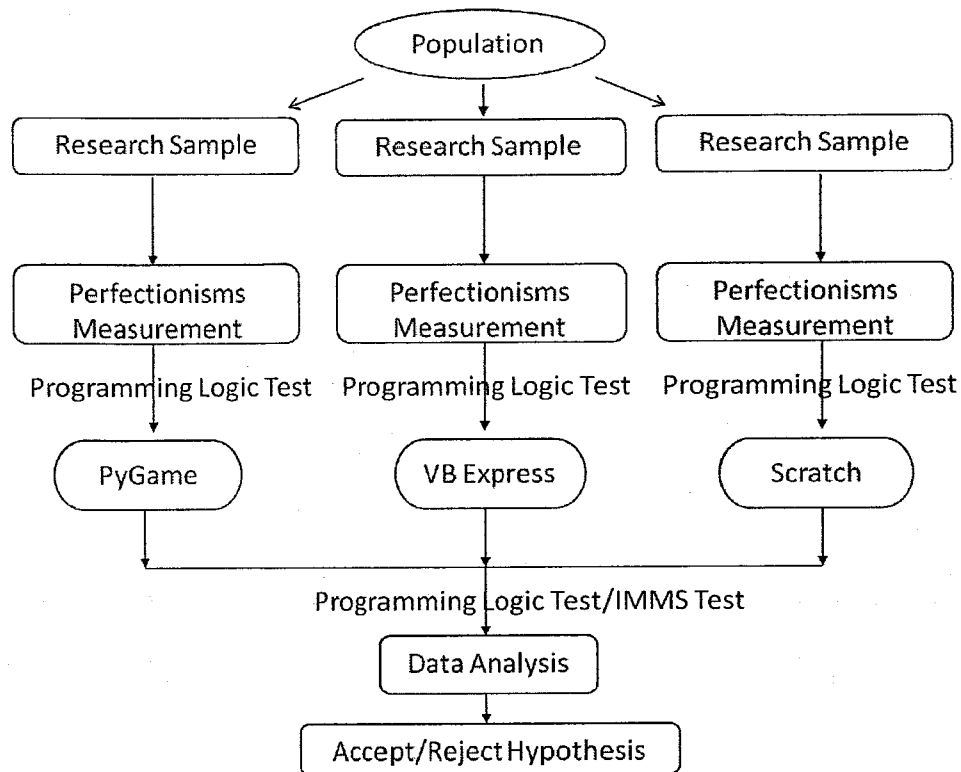 Population
Research Sample
Research Sample
Research Sample
Perfectionisms
Measurement
Perfectionisms
Measurement
Perfectionisms
Measurement
Programming Logic Test
Programming Logic Test
Programming Logic Test
PyGame
VB Express
Scratch
Programming Logic Test/IMMS Test
Data Analysis
Accept/Reject Hypothesis